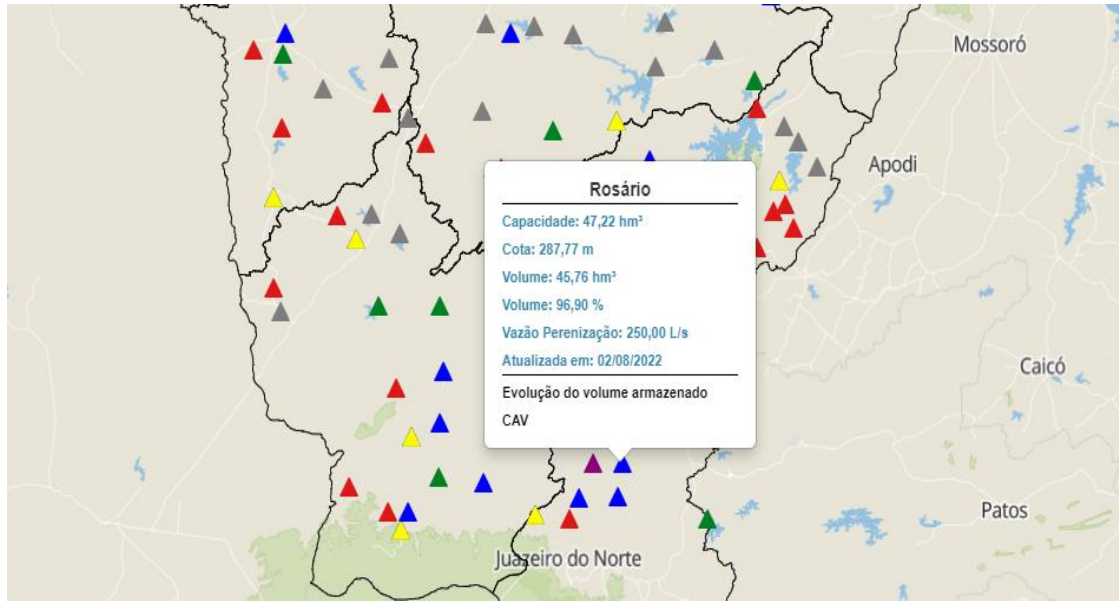 Mossoró
Apodi
Rosário
Capacidade: 47,22 hm³
Cota: 287,77 m
Volume: 45,76 hm³
Volume: 96,90 %
Vazão Perenização: 250,00 L/s
Atualizada em: 02/08/2022
Evolução do volume armazenado
CAV
Caicó
Patos
Juazeiro do Norte